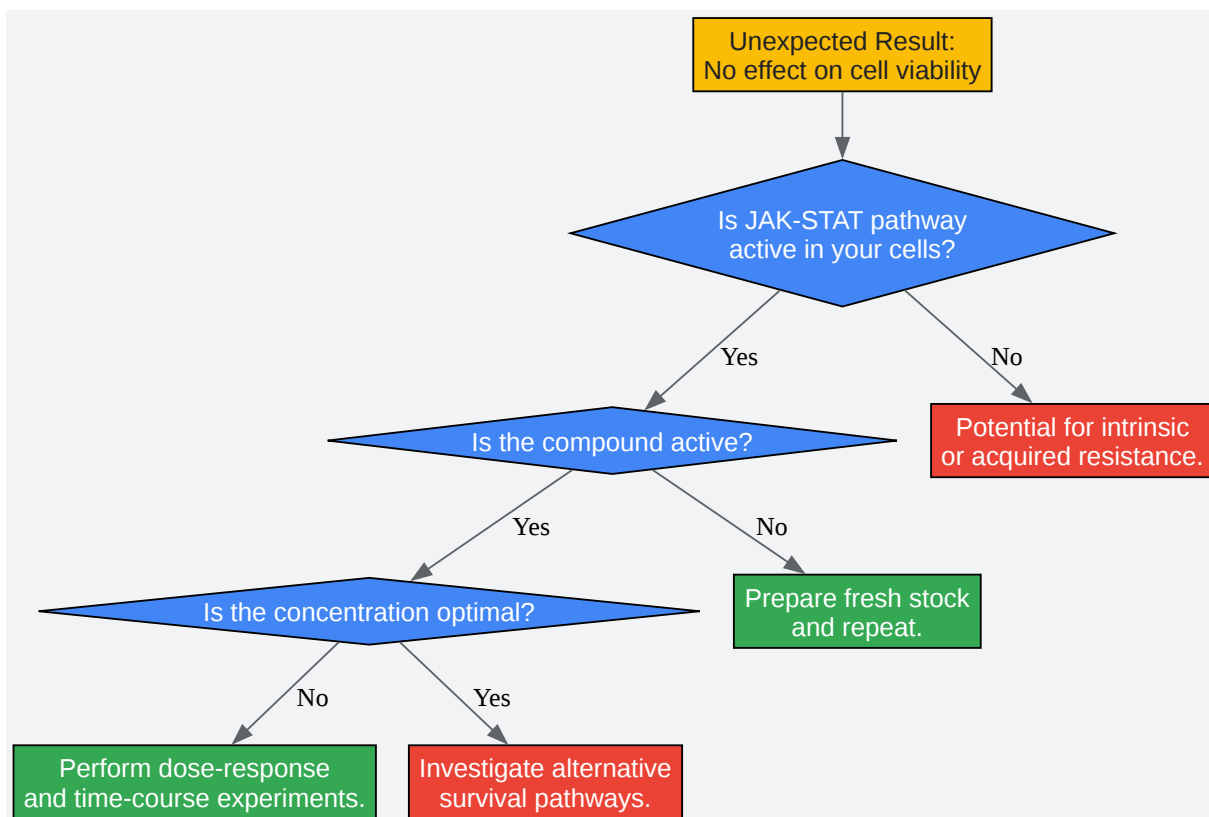 Unexpected Result:
No effect on cell viability
Is JAK-STAT pathway
active in your cells?
Yes
No
Is the compound active?
Potential for intrinsic
or acquired resistance.
Yes
No
Is the concentration optimal?
Prepare fresh stock
and repeat.
No
Yes
Perform dose-response
and time-course experiments.
Investigate alternative
survival pathways.